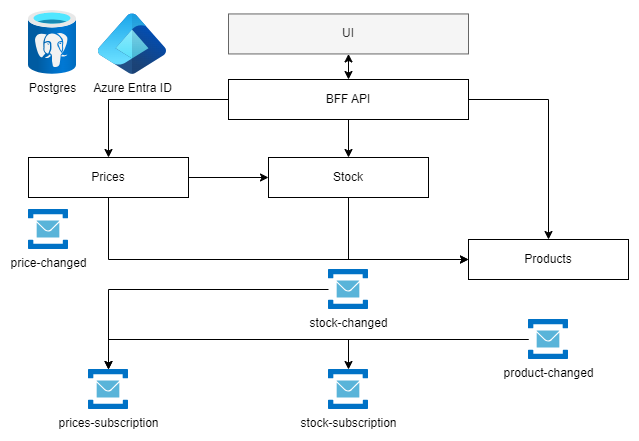 UI
Postgres
Azure Entra ID
BFF API
Prices
Stock
price-changed
Products
stock-changed
product-changed
prices-subscription
stock-subscription